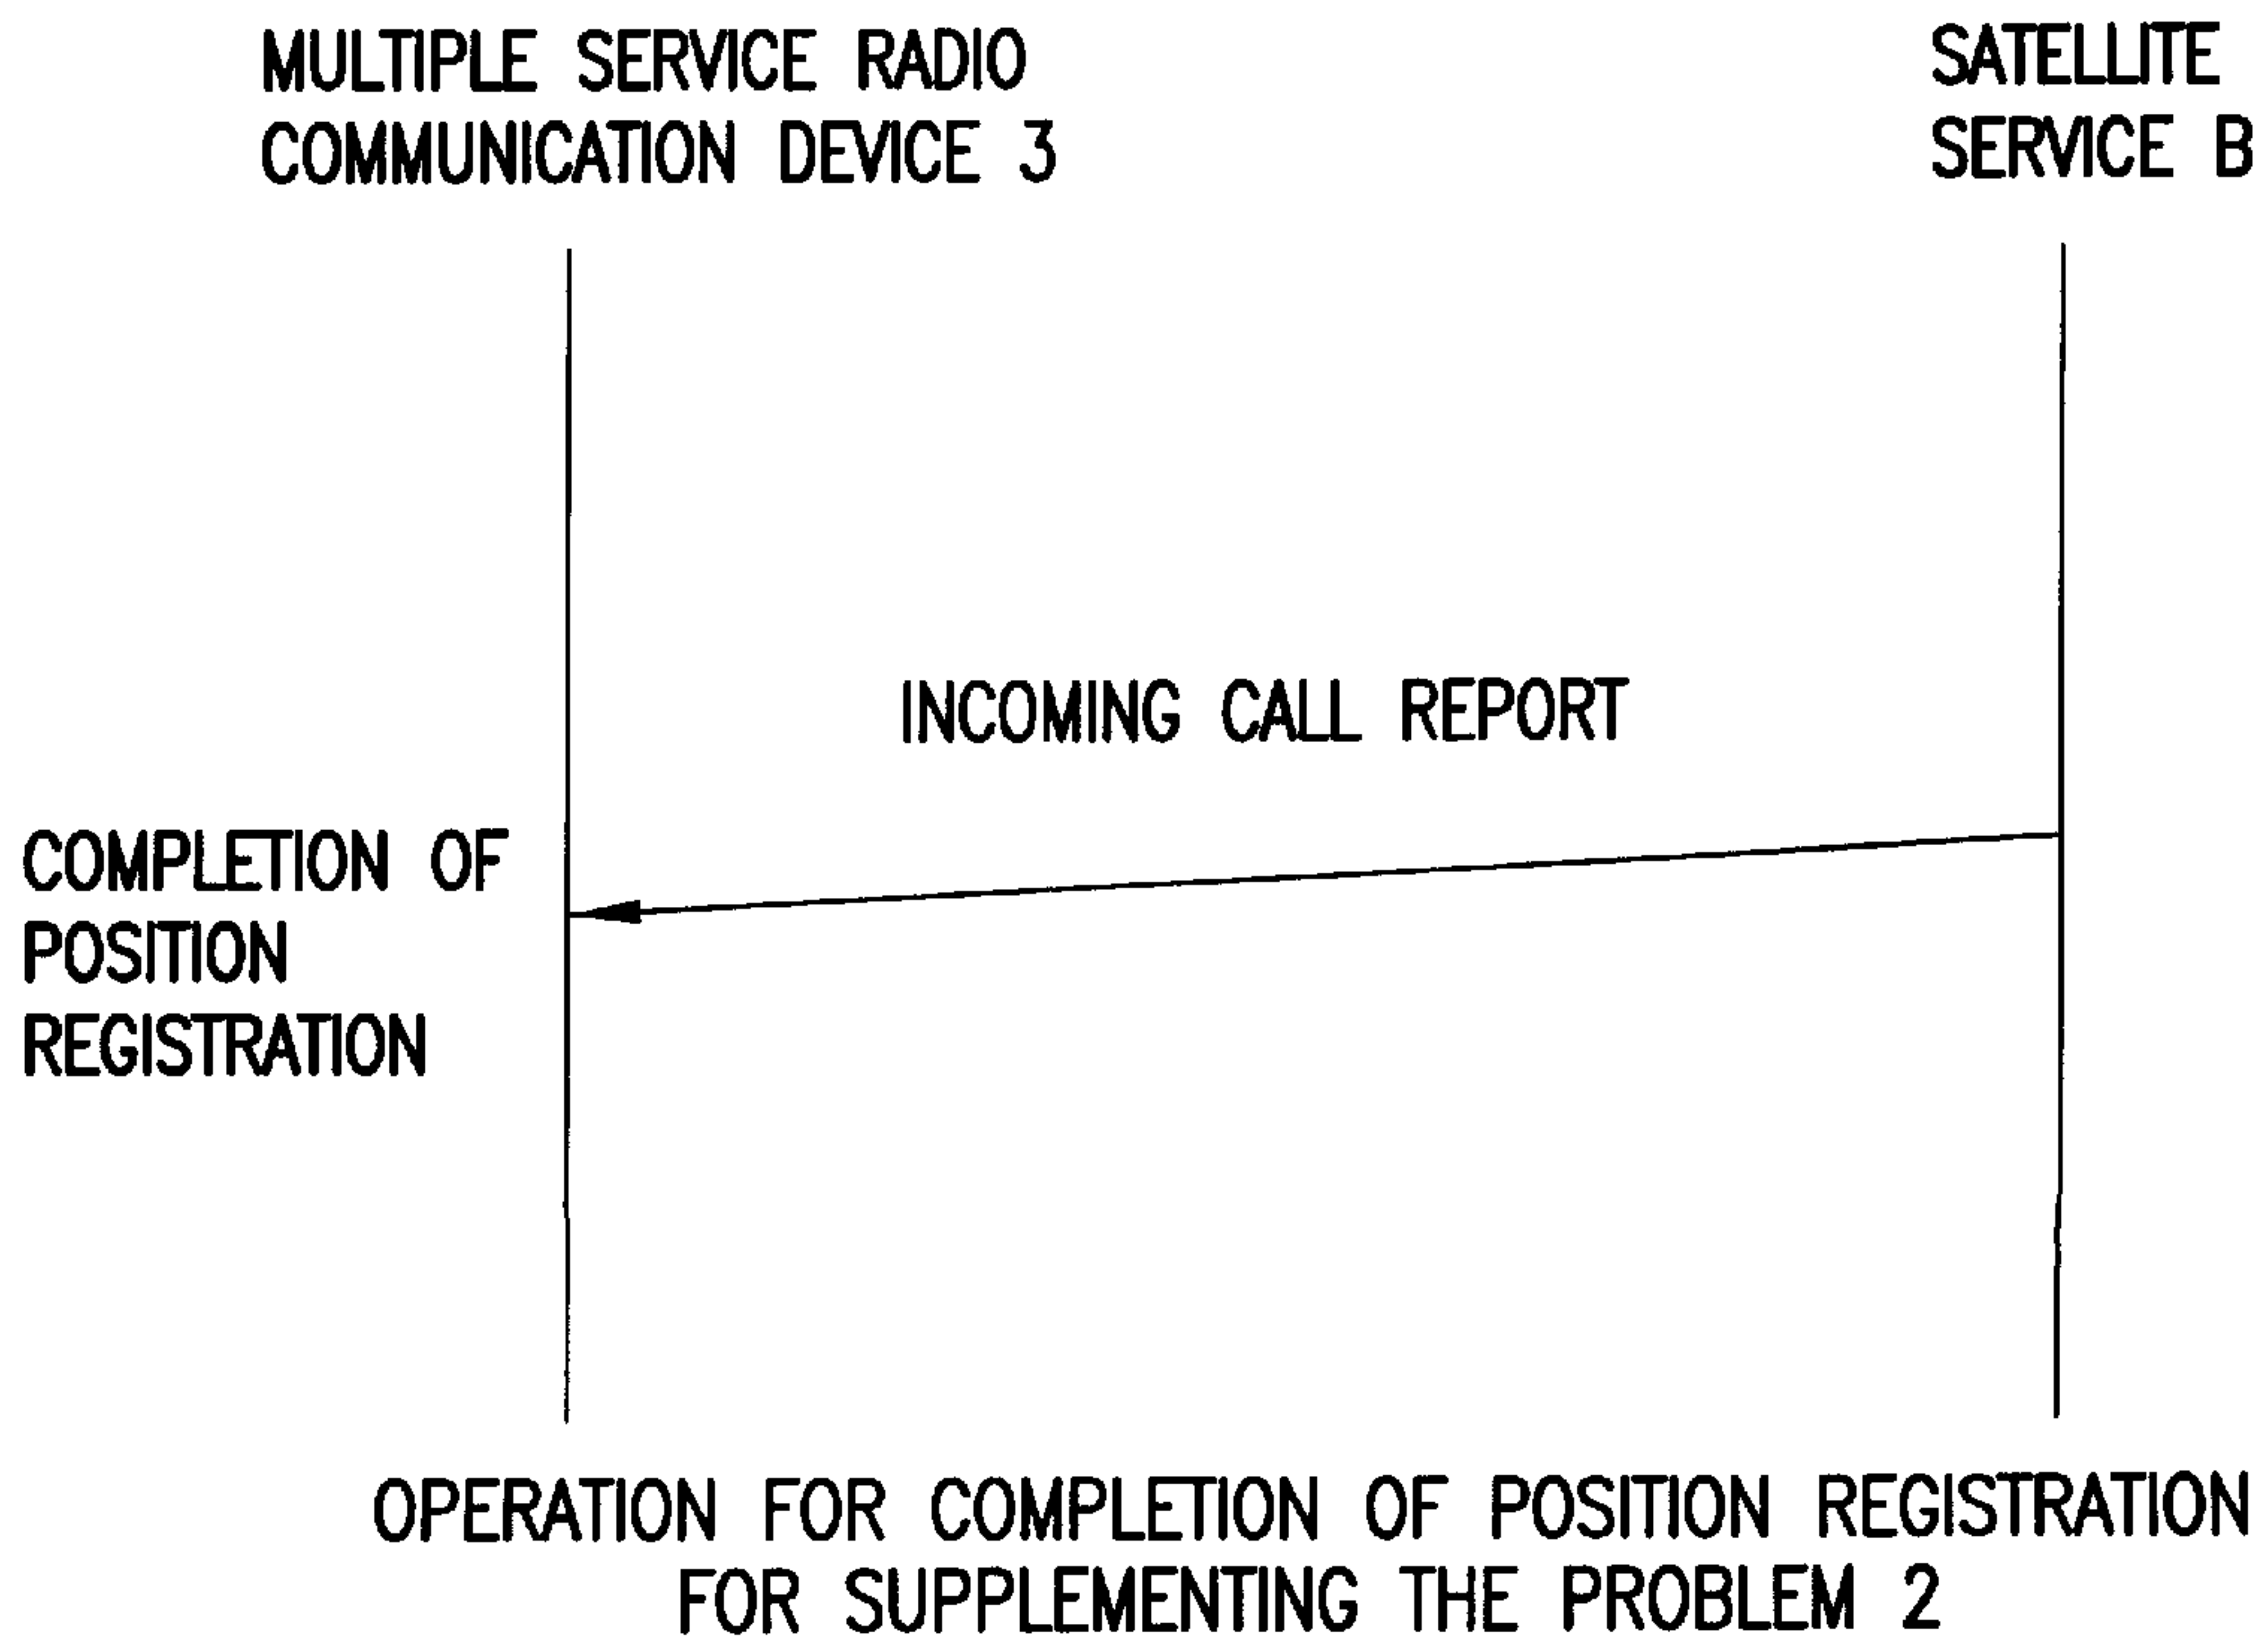 MULTIPLE SERVICE RADIO
COMMUNICATION DEVICE 3
SATELLITE
SERVICE B
INCOMING CALL REPORT
COMPLETION OF
POSITION
REGISTRATION
OPERATION FOR COMPLETION OF POSITION REGISTRATION
FOR SUPPLEMENTING THE PROBLEM 2